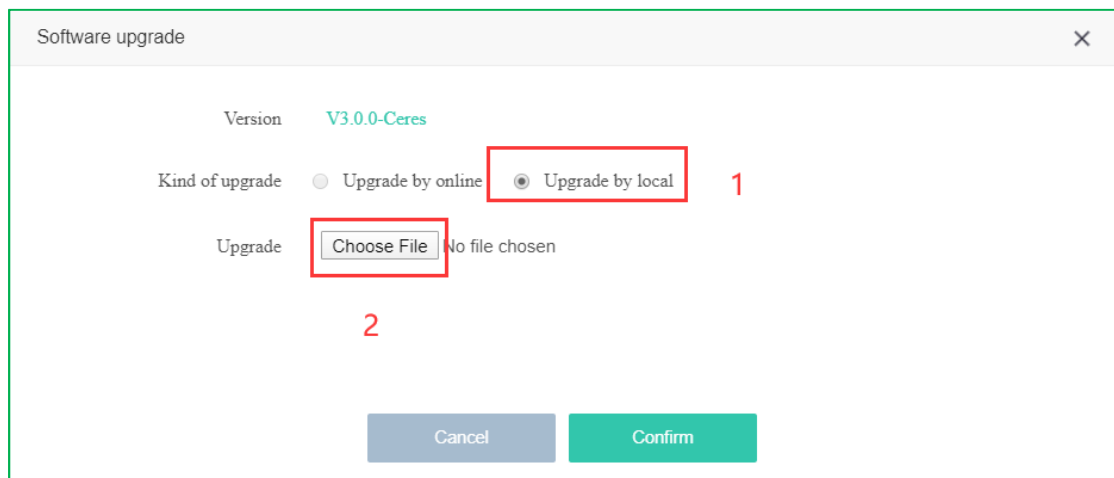 Software upgrade
Version V3.0.0-Ceres
Kind of upgrade Upgrade by online Upgrade by local 1
Upgrade Choose File No file chosen
2
Cancel Confirm